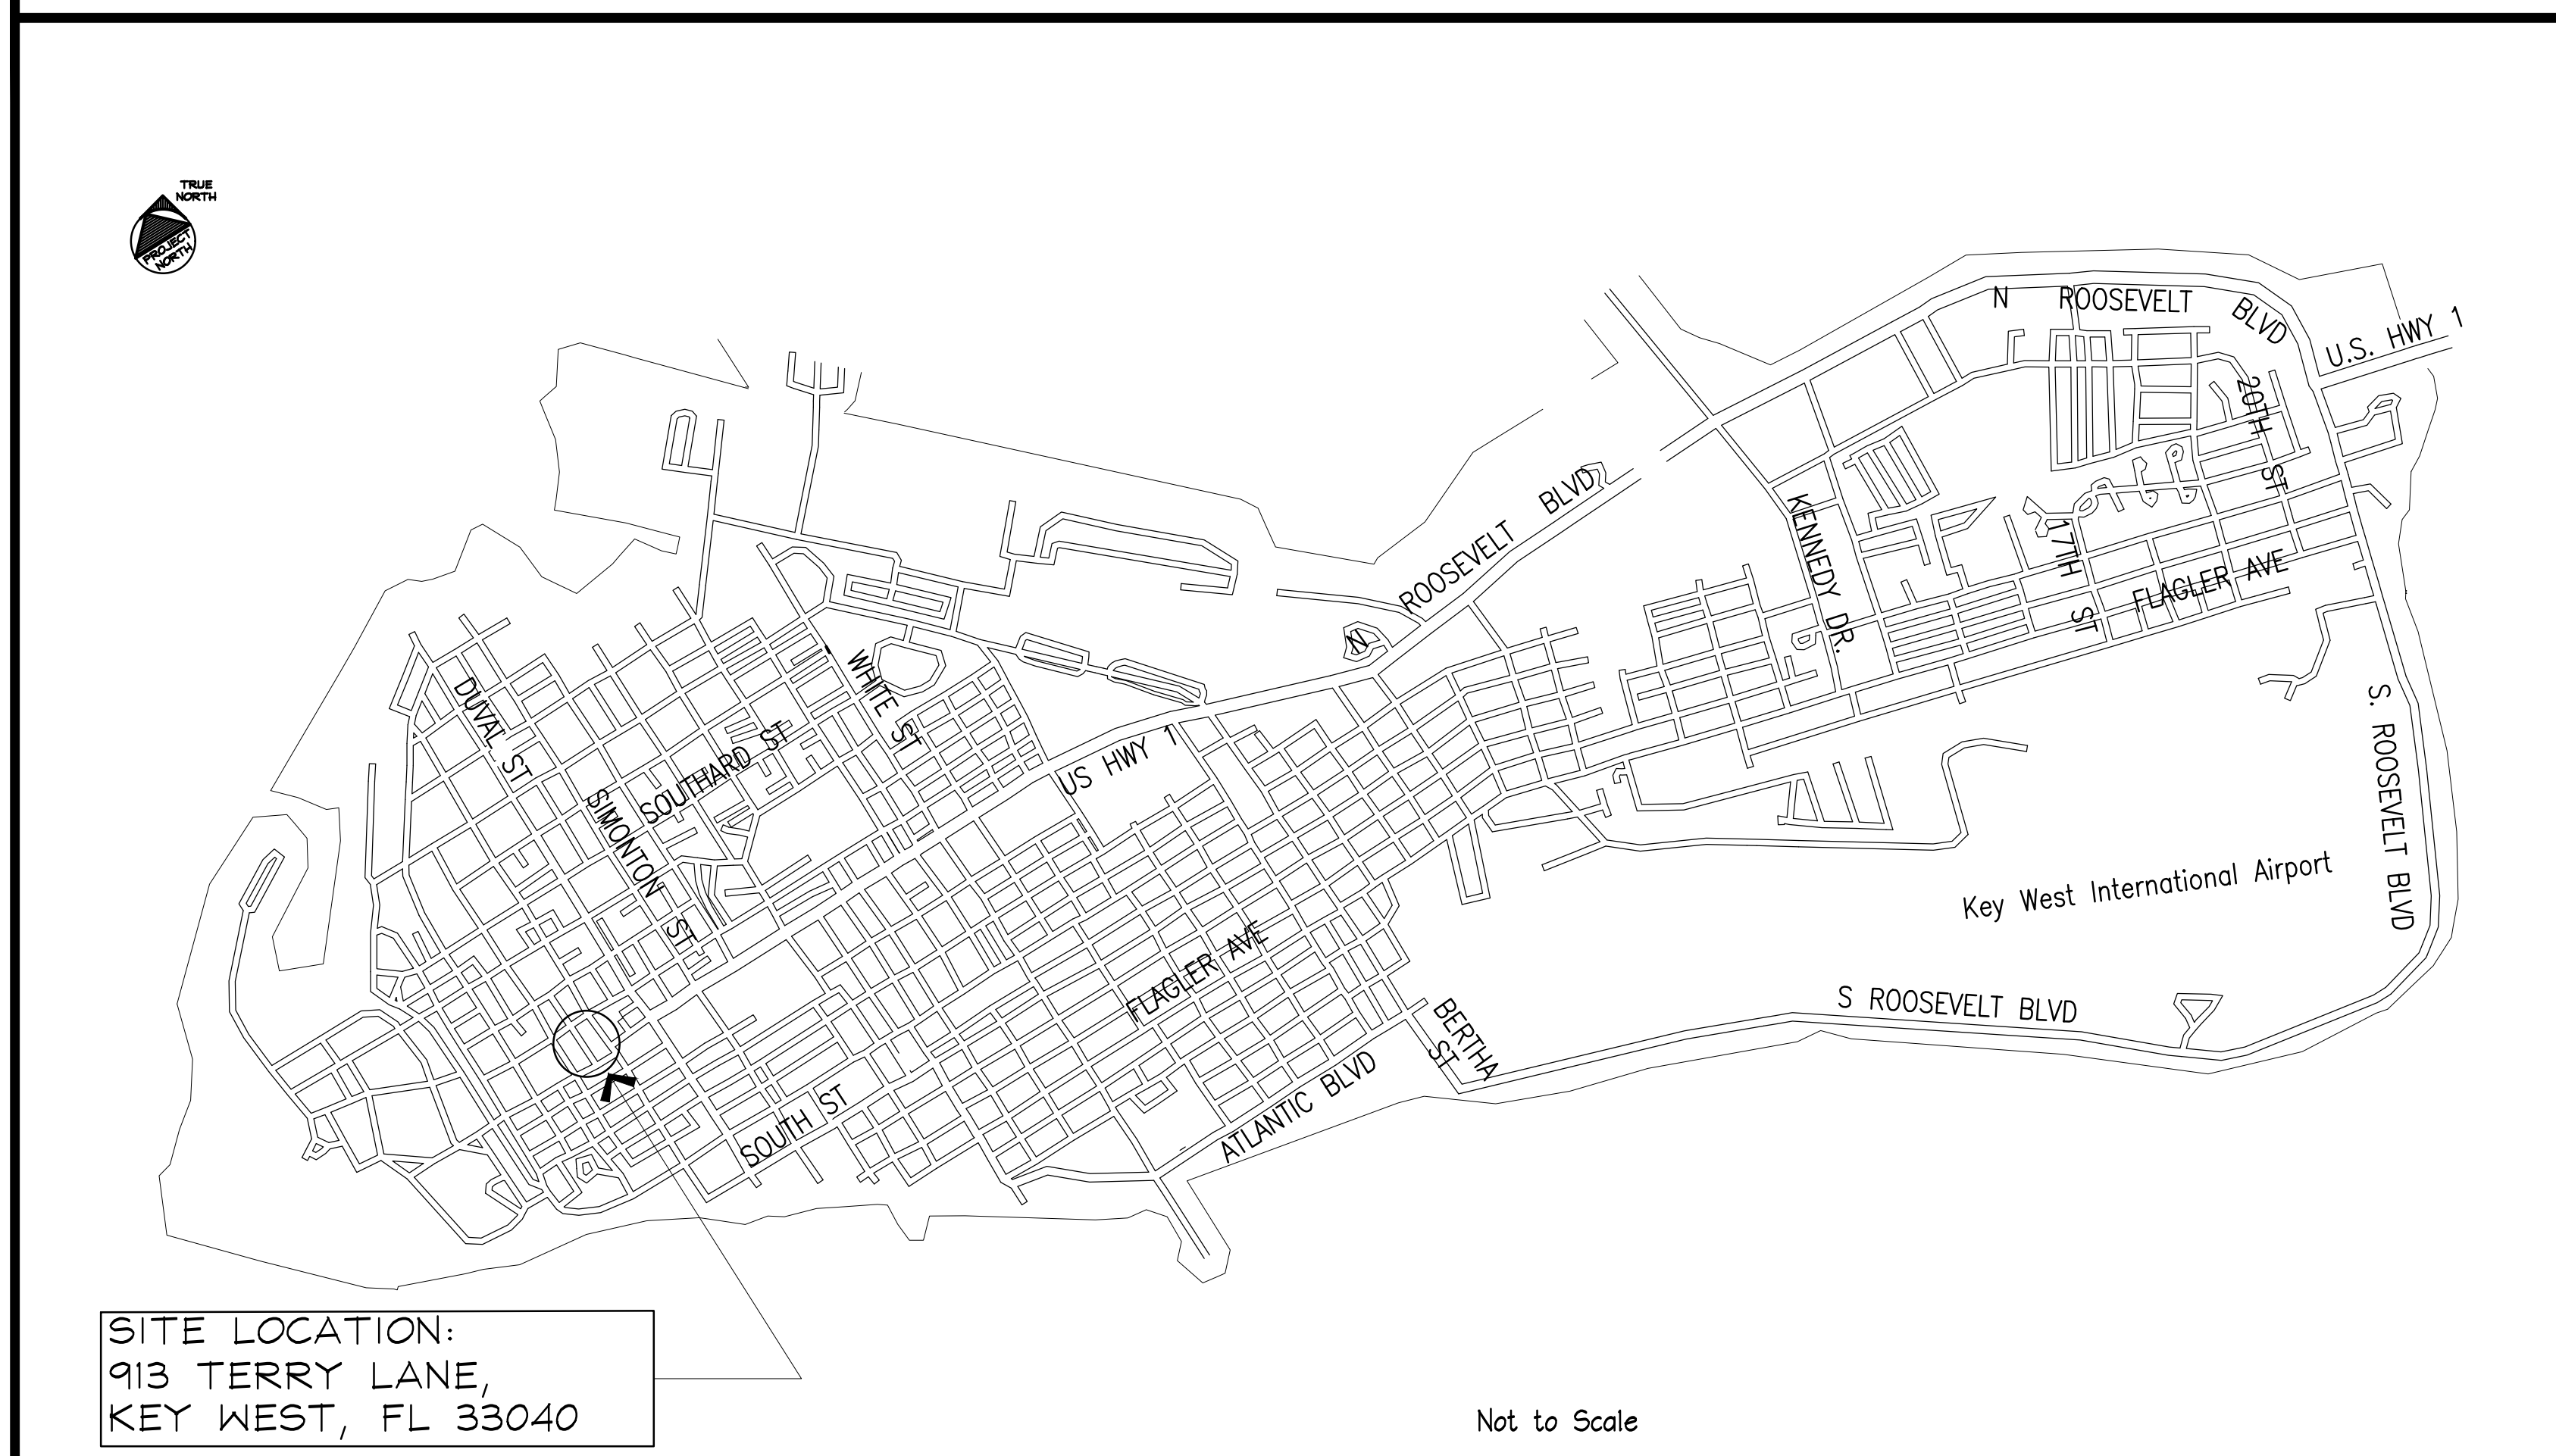 TRUE
NORTH
PROJECT
NORTH
N ROOSEVELT BLVD
U.S. HWY 1
20TH ST
ROOSEVELT BLVD
N
KENNEDY DR.
17TH ST
FLAGLER AVE
WHITE ST
DUVAL ST
SOUTHARD ST
US HWY 1
SIMONTON ST
S. ROOSEVELT BLVD
Key West International Airport
FLAGLER AVE
S ROOSEVELT BLVD
BERTHA
ST
ATLANTIC BLVD
SOUTH ST
SITE LOCATION:
913 TERRY LANE,
KEY WEST, FL 33040
Not to Scale